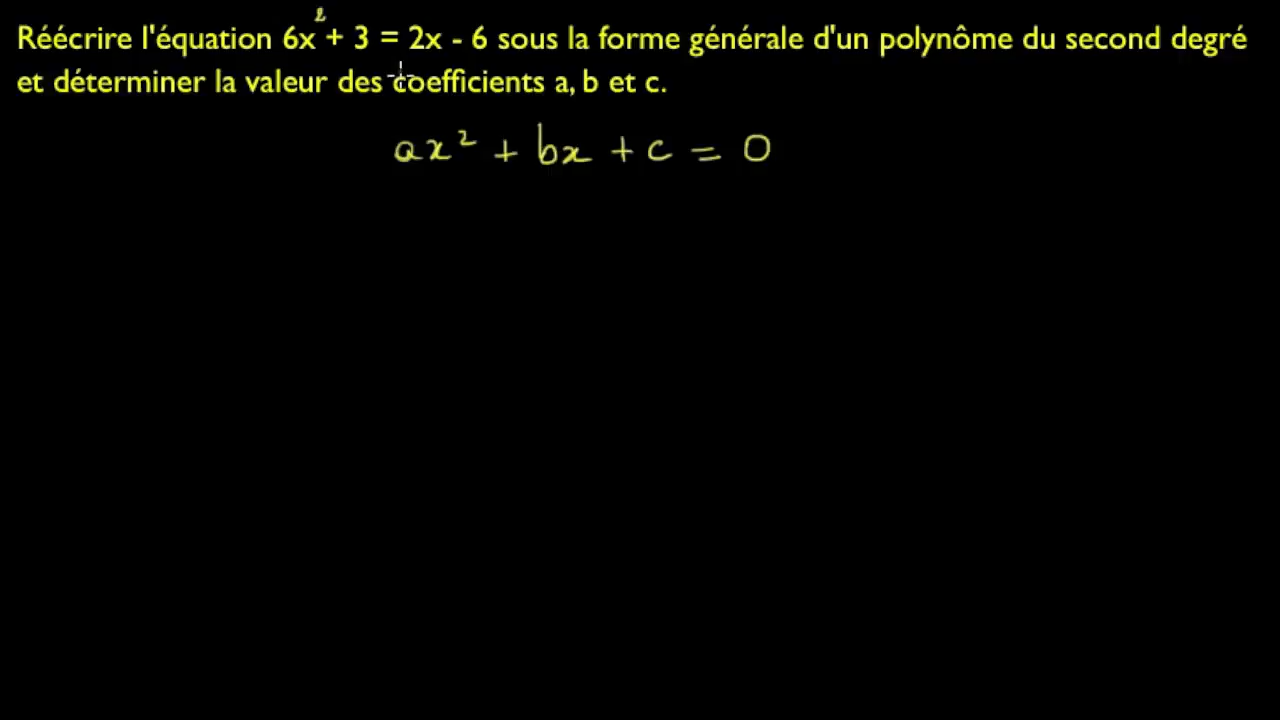 Réécrire l'équation 6x² + 3 = 2x - 6 sous la forme générale d'un polynôme du second degré
et déterminer la valeur des coefficients a, b et c.
ax² + bx + c = 0